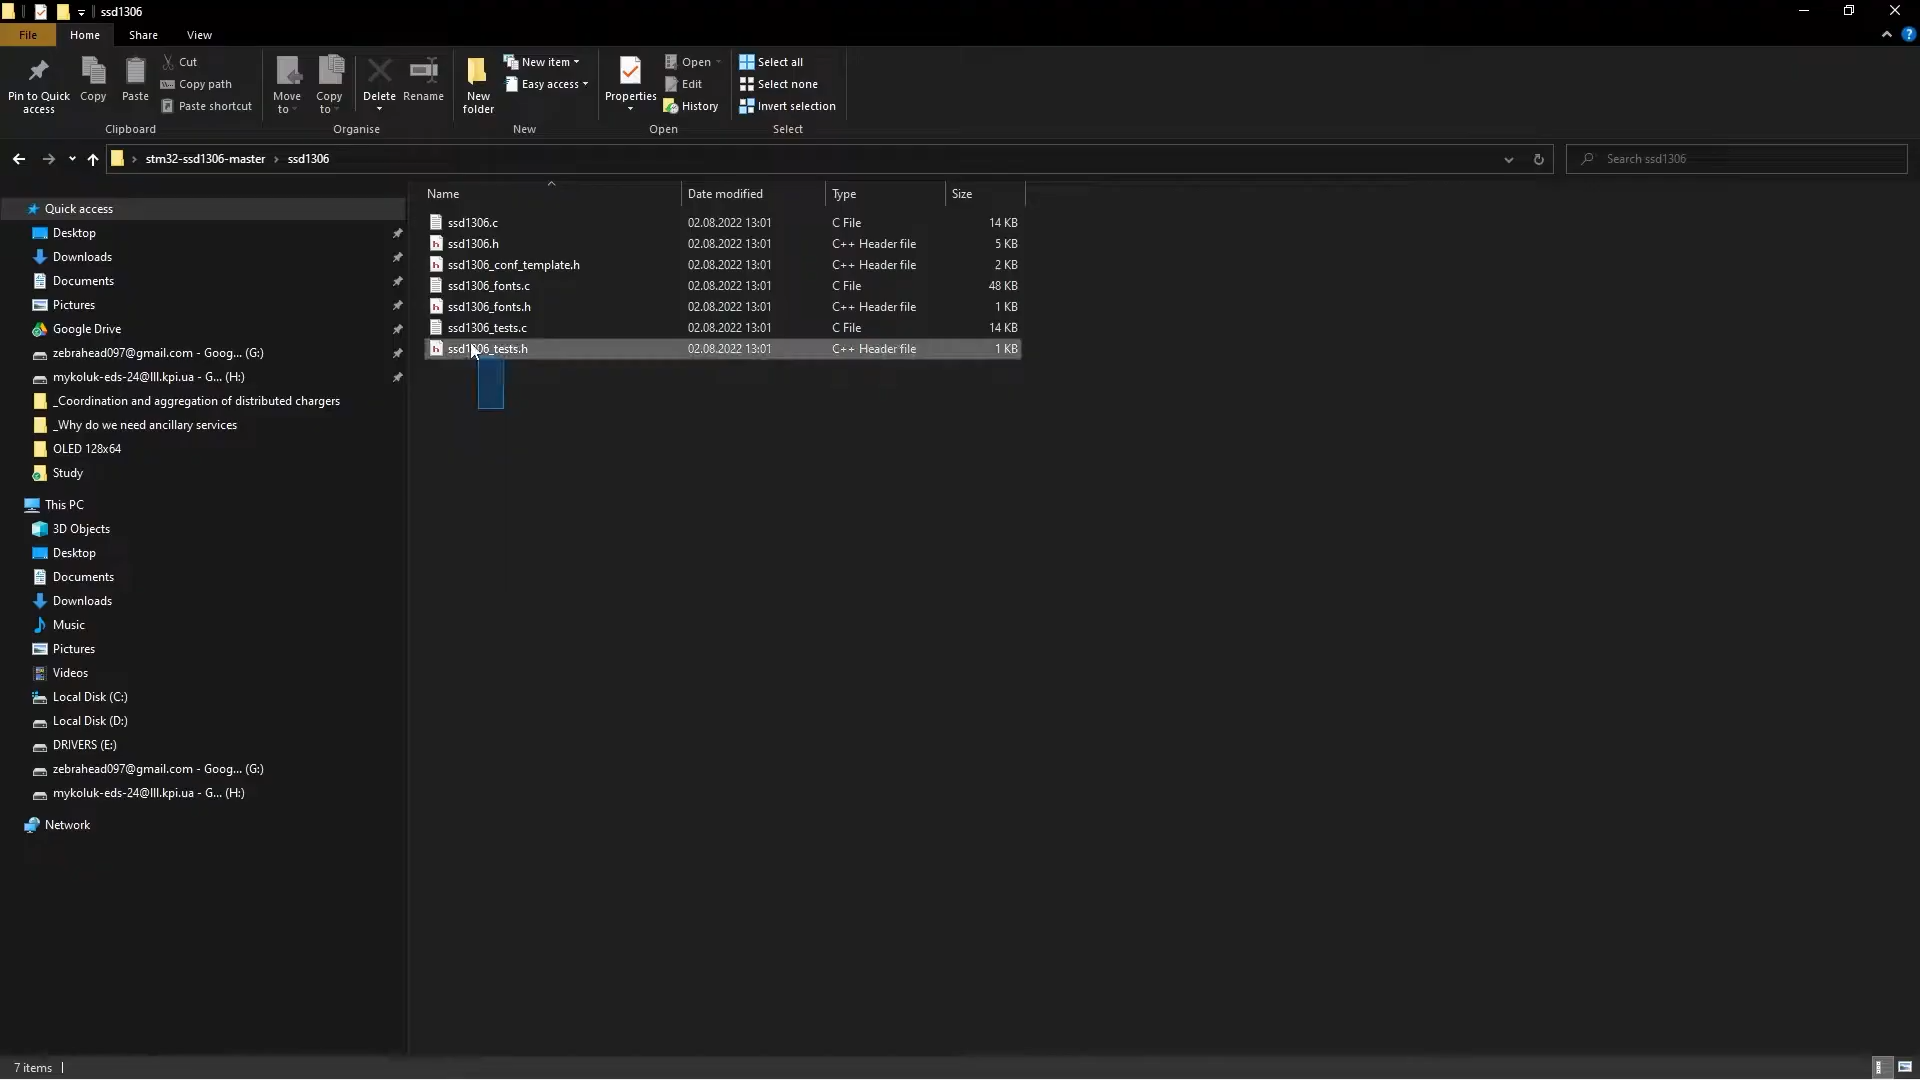 ssd1306
File Home Share View
Pin to Quick access
Copy
Paste
Cut
Copy path
Paste shortcut
Clipboard
Move to
Copy to
Delete
Rename
Organise
New folder
New item
Easy access
New
Properties
Open
Edit
History
Open
Select all
Select none
Invert selection
Select
stm32-ssd1306-master ssd1306
Search ssd1306
Name Date modified Type Size
ssd1306.c 02.08.2022 13:01 C File 14 KB
ssd1306.h 02.08.2022 13:01 C++ Header file 5 KB
ssd1306_conf_template.h 02.08.2022 13:01 C++ Header file 2 KB
ssd1306_fonts.c 02.08.2022 13:01 C File 48 KB
ssd1306_fonts.h 02.08.2022 13:01 C++ Header file 1 KB
ssd1306_tests.c 02.08.2022 13:01 C File 14 KB
ssd1306_tests.h 02.08.2022 13:01 C++ Header file 1 KB
Quick access
Desktop
Downloads
Documents
Pictures
Google Drive
zebrahead097@gmail.com - Goog... (G:)
mykoluk-eds-24@lll.kpi.ua - G... (H:)
_Coordination and aggregation of distributed chargers
_Why do we need ancillary services
OLED 128x64
Study
This PC
3D Objects
Desktop
Documents
Downloads
Music
Pictures
Videos
Local Disk (C:)
Local Disk (D:)
DRIVERS (E:)
zebrahead097@gmail.com - Goog... (G:)
mykoluk-eds-24@lll.kpi.ua - G... (H:)
Network
7 items